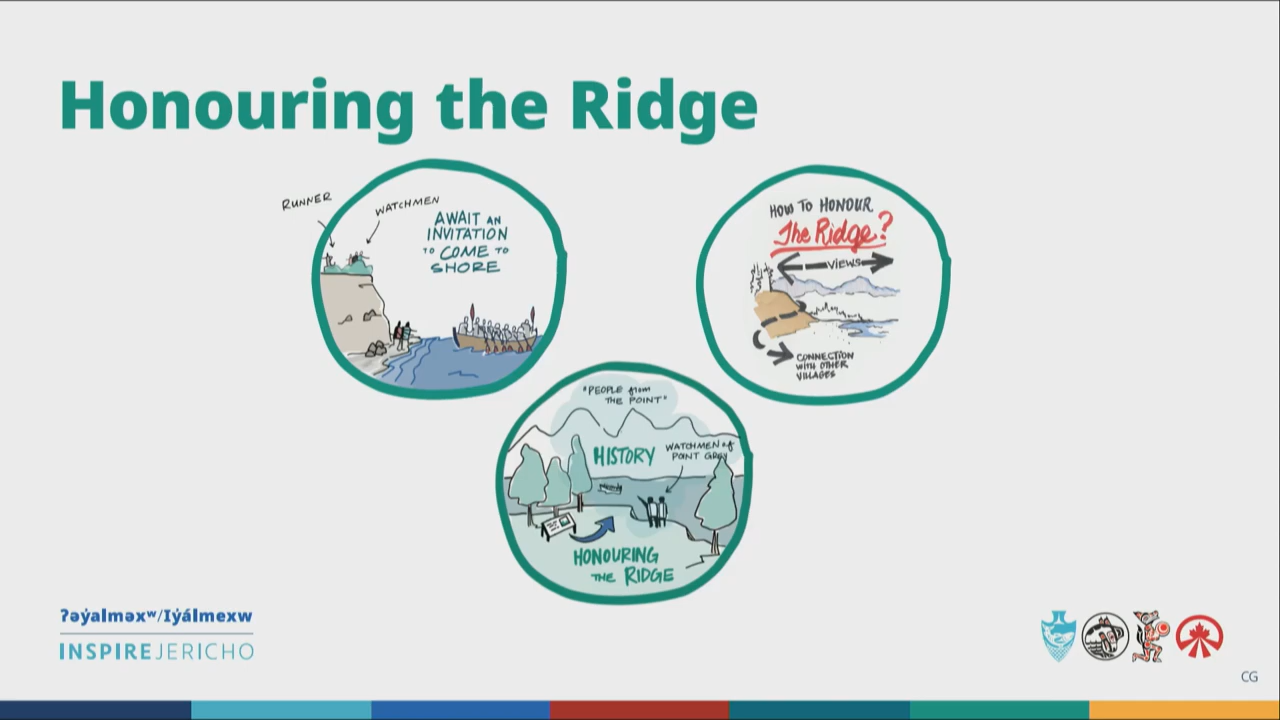 Honouring the Ridge
RUNNER
WATCHMEN
AWAIT AN
INVITATION
TO COME TO
SHORE
HOW TO HONOUR
The Ridge?
VIEWS
CONNECTION
WITH OTHER
VILLAGES
"PEOPLE from
THE POINT"
HISTORY
WATCHMEN of
POINT GREY
HONOURING
THE RIDGE
ʔəy̓alməxʷ/Iy̓álmexw
INSPIREJERICHO
CG